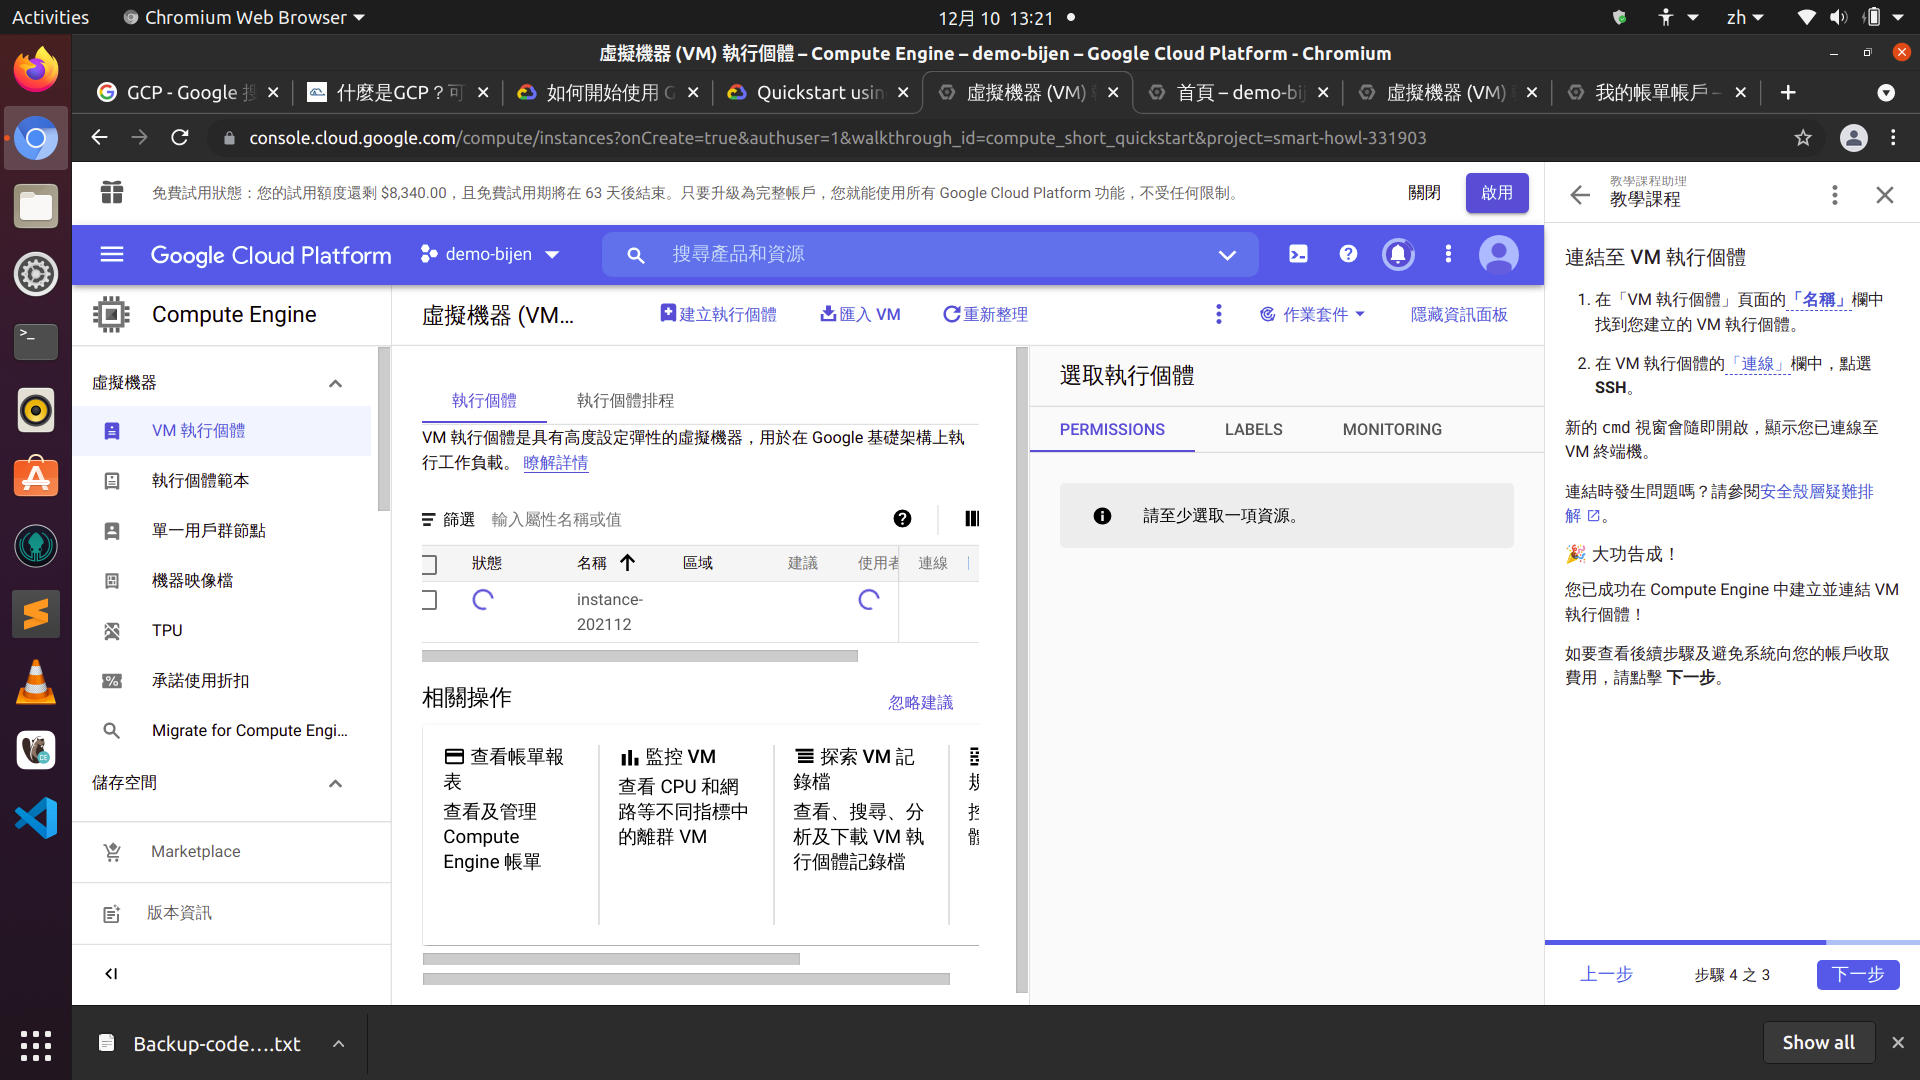 Activities
Chromium Web Browser
12月 10 13:21
zh
虛擬機器 (VM) 執行個體 – Compute Engine – demo-bijen – Google Cloud Platform - Chromium
GCP - Google
什麼是GCP？可
如何開始使用 G
Quickstart usin
虛擬機器 (VM)
首頁 – demo-bij
虛擬機器 (VM)
我的帳單帳戶 –
console.cloud.google.com/compute/instances?onCreate=true&authuser=1&walkthrough_id=compute_short_quickstart&project=smart-howl-331903
免費試用狀態：您的試用額度還剩 $8,340.00，且免費試用期將在 63 天後結束。只要升級為完整帳戶，您就能使用所有 Google Cloud Platform 功能，不受任何限制。
關閉
啟用
Google Cloud Platform
demo-bijen
搜尋產品和資源
Compute Engine
虛擬機器 (VM...
建立執行個體
匯入 VM
重新整理
作業套件
隱藏資訊面板
虛擬機器
VM 執行個體
執行個體範本
單一用戶群節點
機器映像檔
TPU
承諾使用折扣
Migrate for Compute Engi...
儲存空間
Marketplace
版本資訊
執行個體
執行個體排程
VM 執行個體是具有高度設定彈性的虛擬機器，用於在 Google 基礎架構上執
行工作負載。 瞭解詳情
篩選
輸入屬性名稱或值
狀態
名稱
區域
建議
使用者
連線
instance-
202112
相關操作
忽略建議
查看帳單報
表
查看及管理
Compute
Engine 帳單
監控 VM
查看 CPU 和網
路等不同指標中
的離群 VM
探索 VM 記
錄檔
查看、搜尋、分
析及下載 VM 執
行個體記錄檔
選取執行個體
PERMISSIONS
LABELS
MONITORING
請至少選取一項資源。
教學課程助理
教學課程
連結至 VM 執行個體
1. 在「VM 執行個體」頁面的「名稱」欄中
找到您建立的 VM 執行個體。
2. 在 VM 執行個體的「連線」欄中，點選
SSH。
新的 cmd 視窗會隨即開啟，顯示您已連線至
VM 終端機。
連結時發生問題嗎？請參閱安全殼層疑難排
解。
🎉 大功告成！
您已成功在 Compute Engine 中建立並連結 VM
執行個體！
如要查看後續步驟及避免系統向您的帳戶收取
費用，請點擊 下一步。
上一步
步驟 4 之 3
下一步
Backup-code....txt
Show all